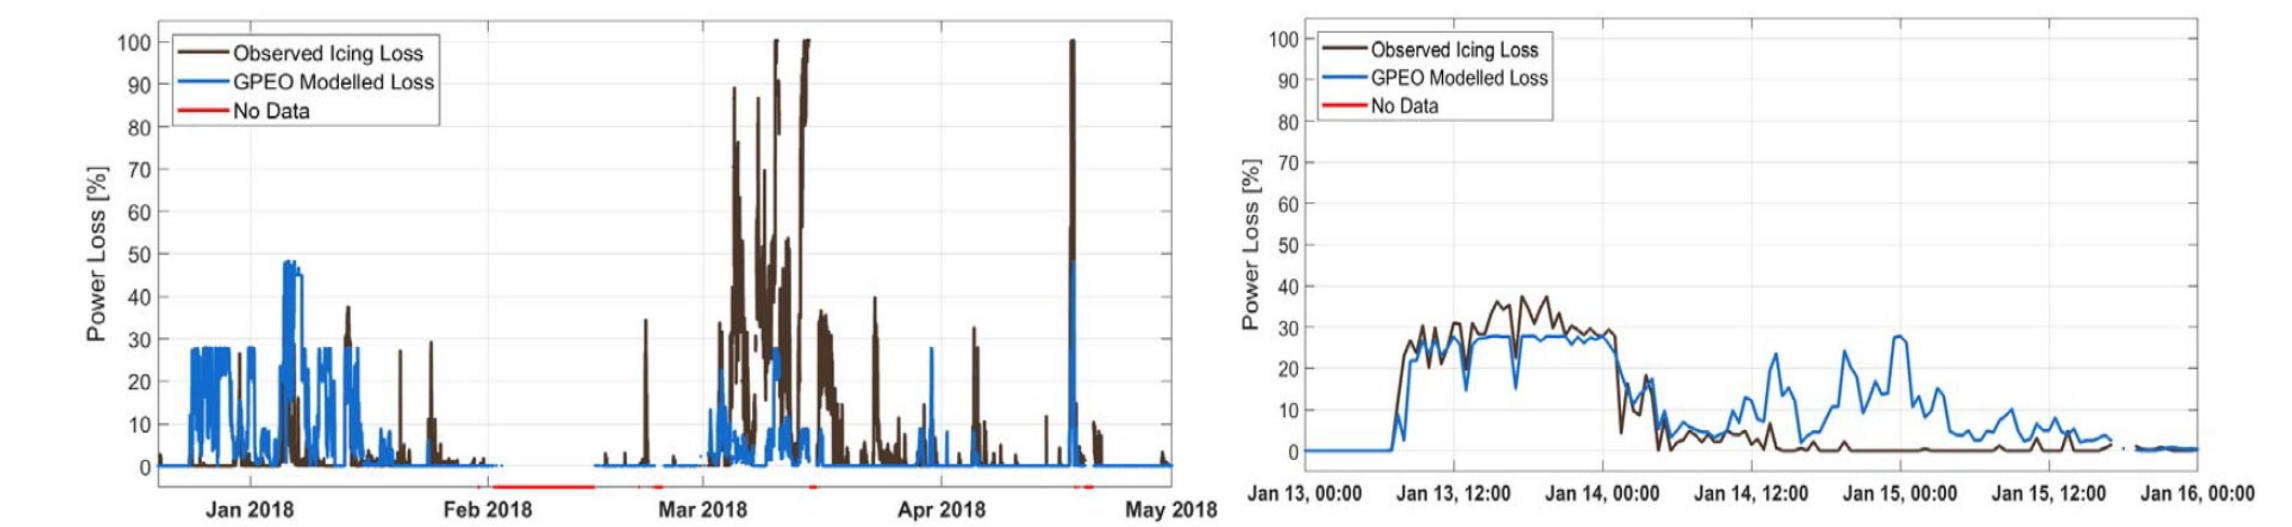 Power Loss [%]
100
90
80
70
60
50
40
30
20
10
0
Observed Icing Loss
GPEO Modelled Loss
No Data
Jan 2018 Feb 2018 Mar 2018 Apr 2018 May 2018
Power Loss [%]
100
90
80
70
60
50
40
30
20
10
0
Observed Icing Loss
GPEO Modelled Loss
No Data
Jan 13, 00:00 Jan 13, 12:00 Jan 14, 00:00 Jan 14, 12:00 Jan 15, 00:00 Jan 15, 12:00 Jan 16, 00:00